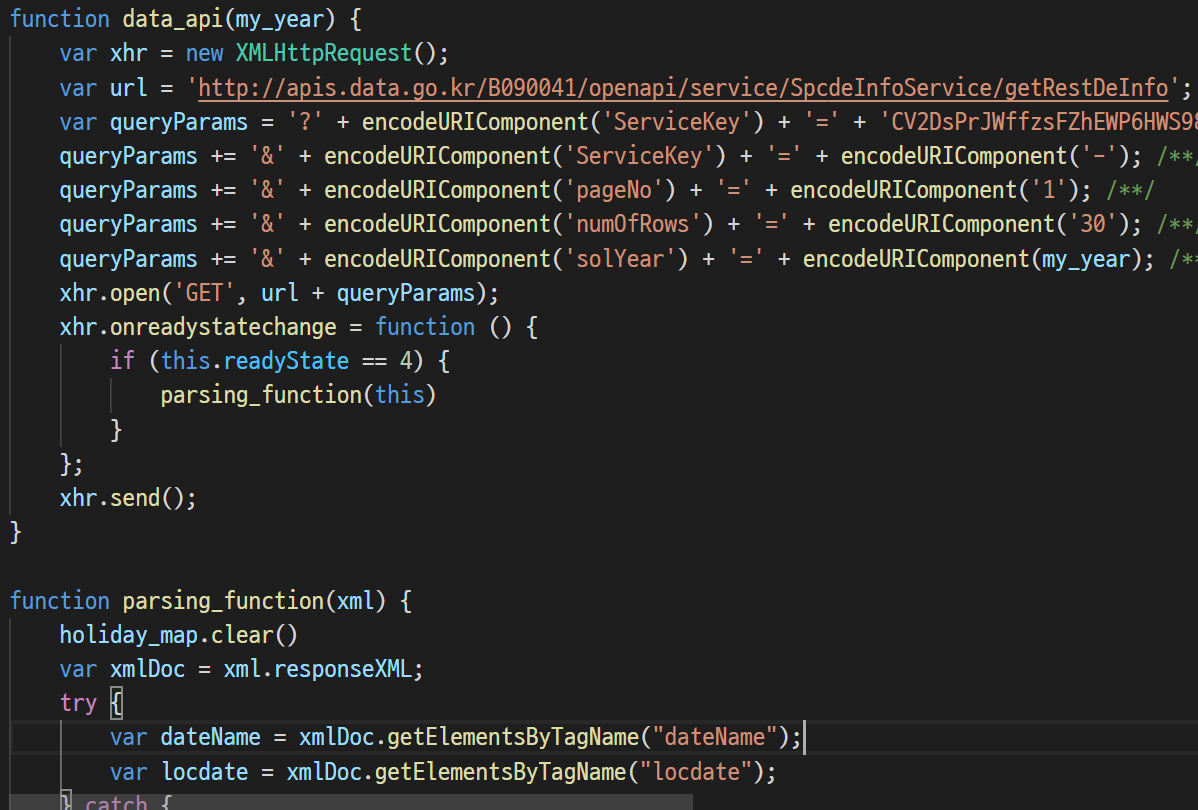 function data_api(my_year) {
    var xhr = new XMLHttpRequest();
    var url = 'http://apis.data.go.kr/B090041/openapi/service/SpcdeInfoService/getRestDeInfo';
    var queryParams = '?' + encodeURIComponent('ServiceKey') + '=' + 'CV2DsPrJWffzsFZhEWP6HWS98
    queryParams += '&' + encodeURIComponent('ServiceKey') + '=' + encodeURIComponent('-'); /**/
    queryParams += '&' + encodeURIComponent('pageNo') + '=' + encodeURIComponent('1'); /**/
    queryParams += '&' + encodeURIComponent('numOfRows') + '=' + encodeURIComponent('30'); /**/
    queryParams += '&' + encodeURIComponent('solYear') + '=' + encodeURIComponent(my_year); /**
    xhr.open('GET', url + queryParams);
    xhr.onreadystatechange = function () {
        if (this.readyState == 4) {
            parsing_function(this)
        }
    };
    xhr.send();
}
function parsing_function(xml) {
    holiday_map.clear()
    var xmlDoc = xml.responseXML;
    try {
        var dateName = xmlDoc.getElementsByTagName("dateName");
        var locdate = xmlDoc.getElementsByTagName("locdate");
    } catch {